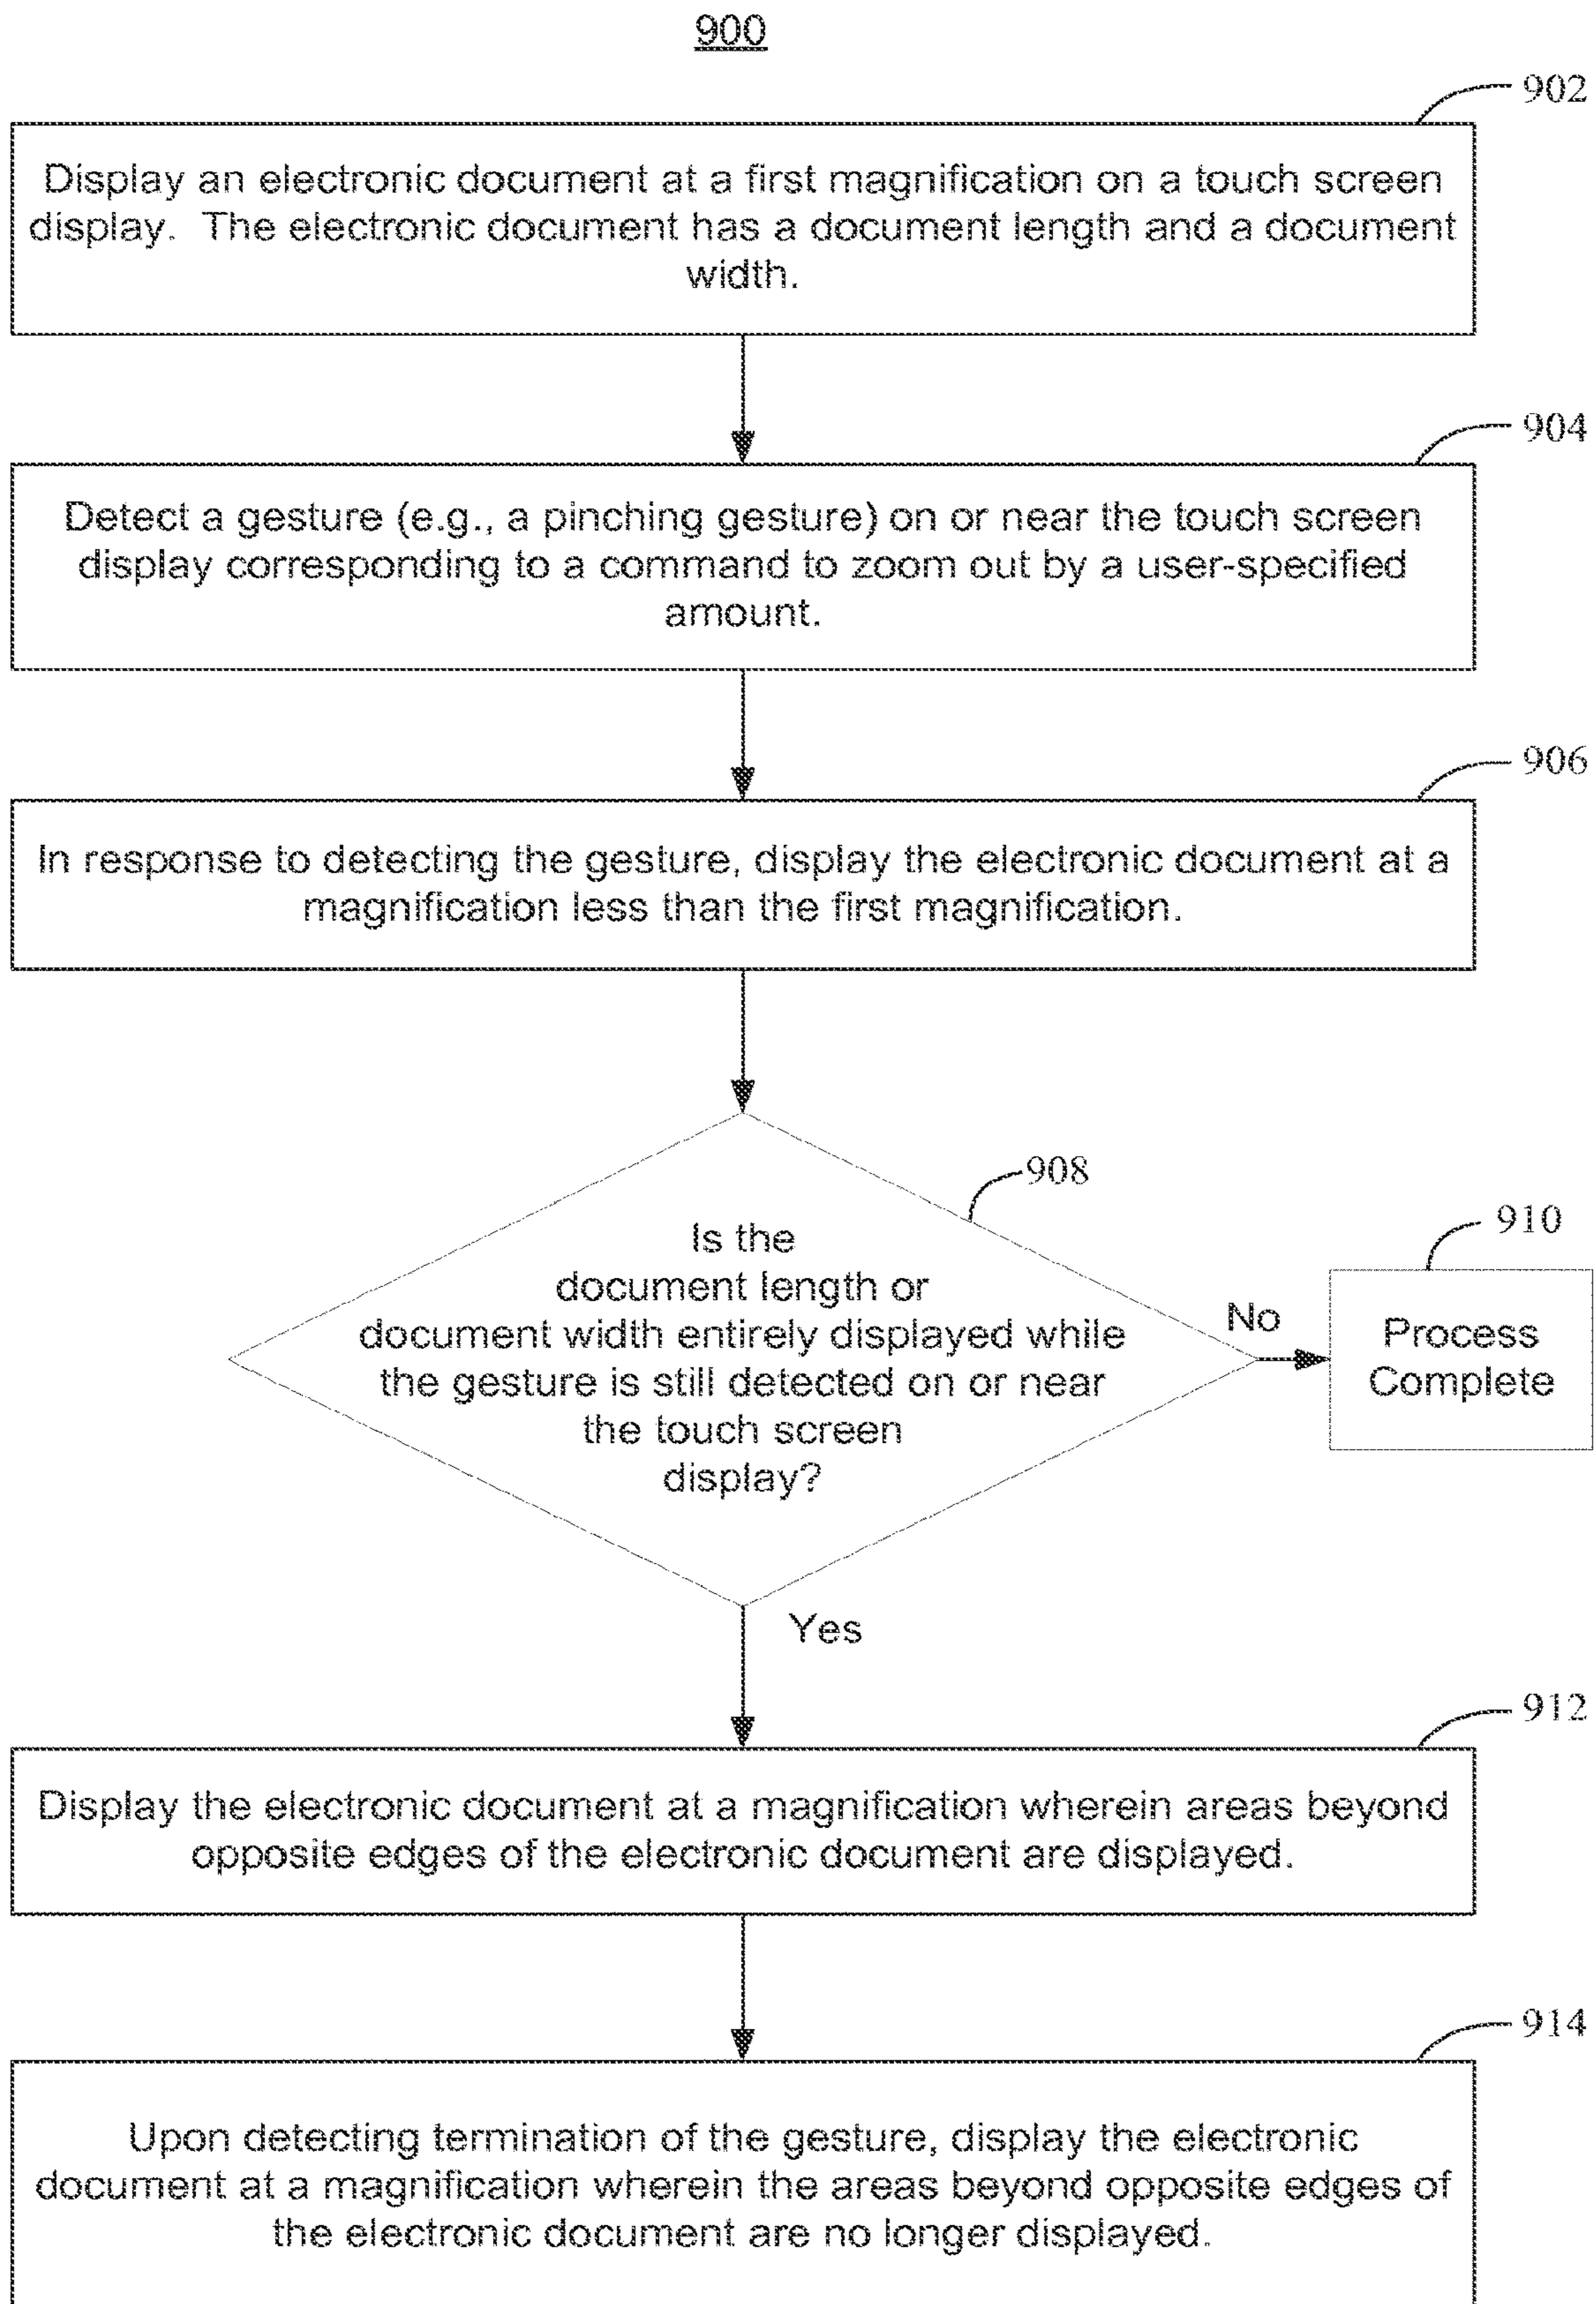 900
902
Display an electronic document at a first magnification on a touch screen
display.  The electronic document has a document length and a document
width.
904
Detect a gesture (e.g., a pinching gesture) on or near the touch screen
display corresponding to a command to zoom out by a user-specified
amount.
906
In response to detecting the gesture, display the electronic document at a
magnification less than the first magnification.
908
Is the
document length or
document width entirely displayed while
the gesture is still detected on or near
the touch screen
display?
910
No
Process
Complete
Yes
912
Display the electronic document at a magnification wherein areas beyond
opposite edges of the electronic document are displayed.
914
Upon detecting termination of the gesture, display the electronic
document at a magnification wherein the areas beyond opposite edges of
the electronic document are no longer displayed.